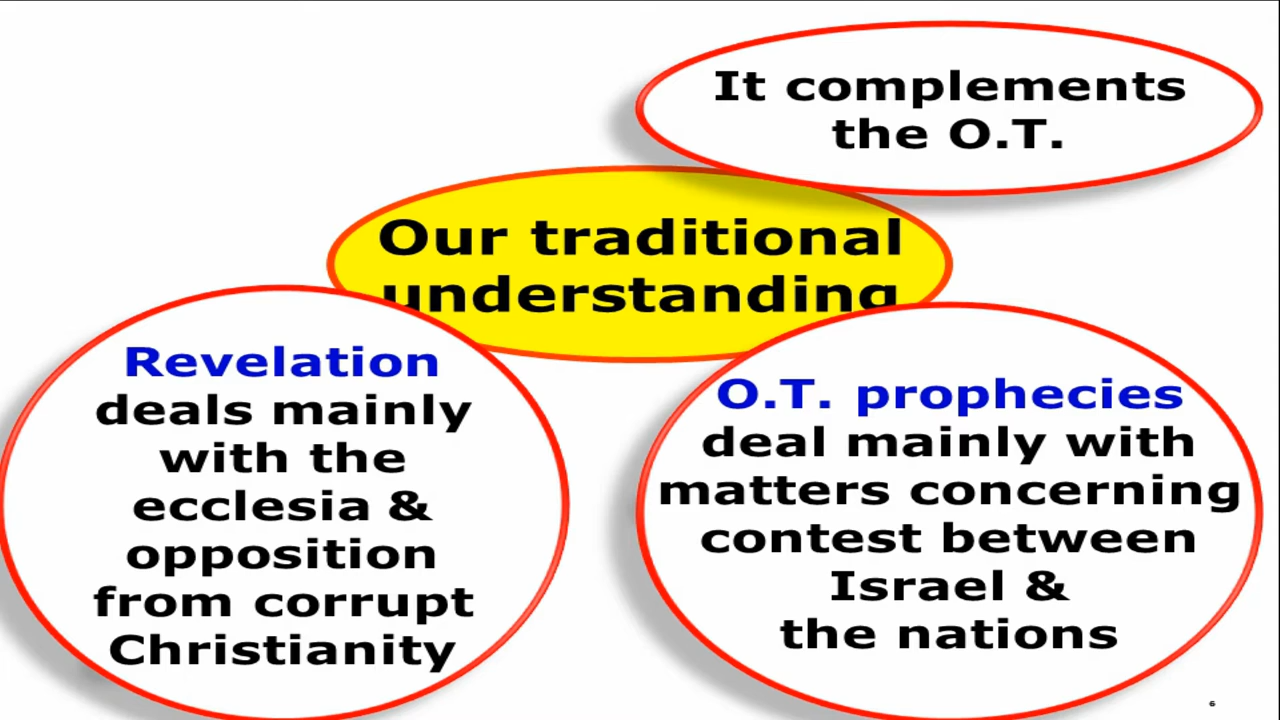 It complements
the O.T.
Our traditional
understanding
Revelation
deals mainly
with the
ecclesia &
opposition
from corrupt
Christianity
O.T. prophecies
deal mainly with
matters concerning
contest between
Israel &
the nations
6